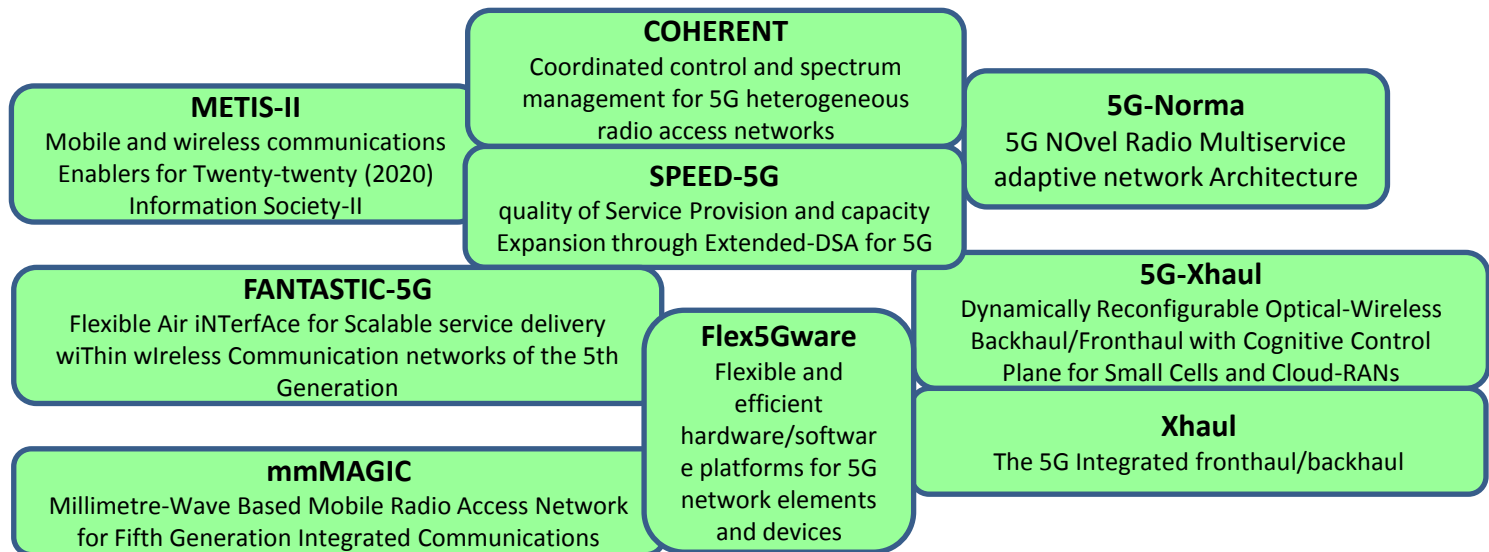 COHERENT
Coordinated control and spectrum
management for 5G heterogeneous
radio access networks
METIS-II
Mobile and wireless communications
Enablers for Twenty-twenty (2020)
Information Society-II
5G-Norma
5G NOvel Radio Multiservice
adaptive network Architecture
SPEED-5G
quality of Service Provision and capacity
Expansion through Extended-DSA for 5G
FANTASTIC-5G
Flexible Air iNTerfAce for Scalable service delivery
wiThin wIreless Communication networks of the 5th
Generation
5G-Xhaul
Dynamically Reconfigurable Optical-Wireless
Backhaul/Fronthaul with Cognitive Control
Plane for Small Cells and Cloud-RANs
Flex5Gware
Flexible and
efficient
hardware/softwar
e platforms for 5G
network elements
and devices
Xhaul
The 5G Integrated fronthaul/backhaul
mmMAGIC
Millimetre-Wave Based Mobile Radio Access Network
for Fifth Generation Integrated Communications